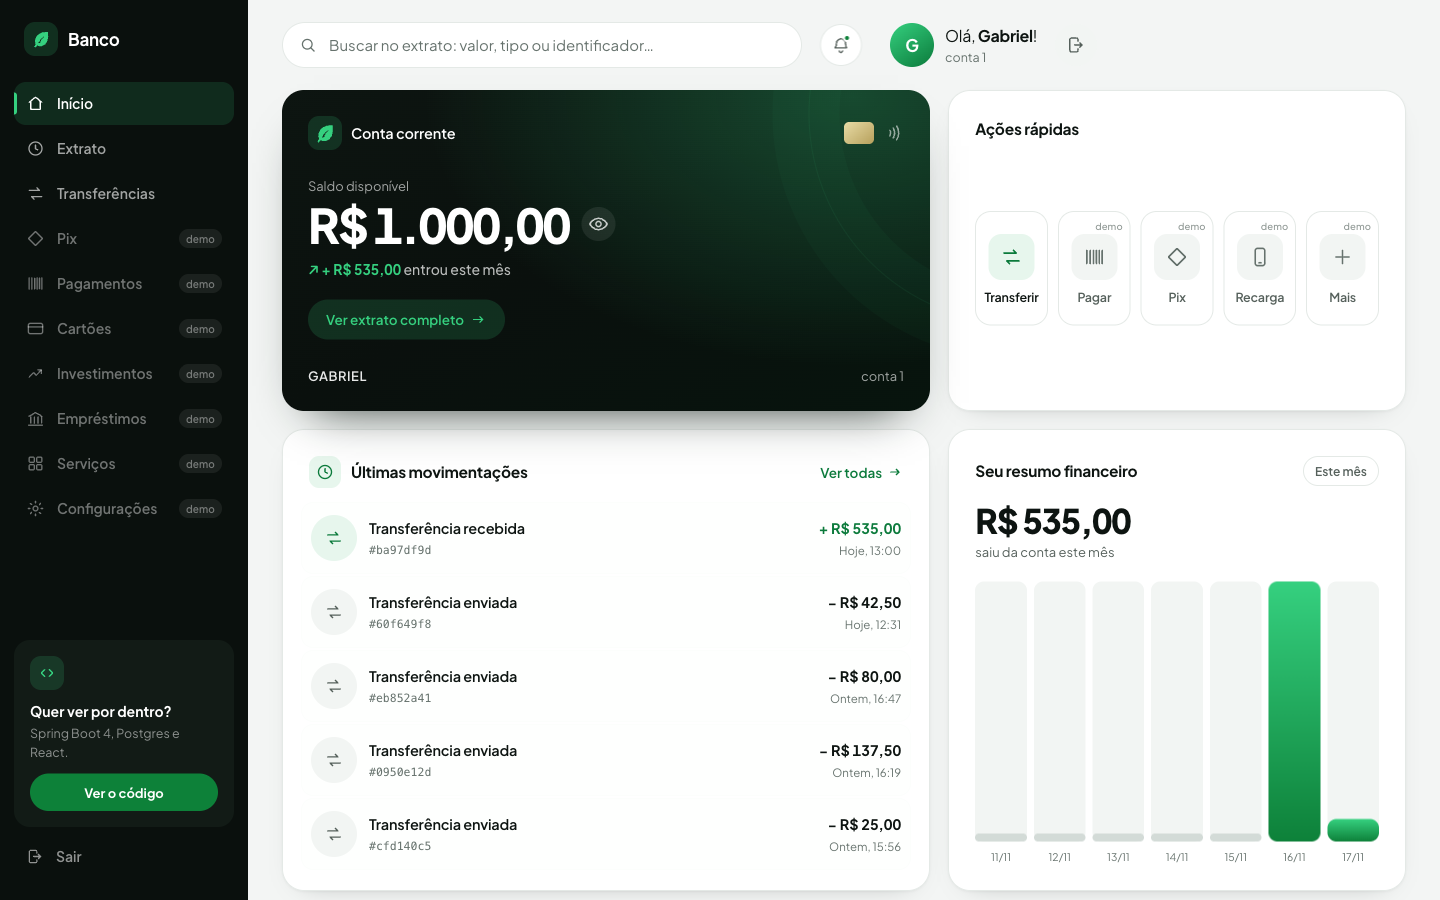 Banco
Início
Extrato
Transferências
Pix demo
Pagamentos demo
Cartões demo
Investimentos demo
Empréstimos demo
Serviços demo
Configurações demo
Quer ver por dentro?
Spring Boot 4, Postgres e
React.
Ver o código
Sair
Buscar no extrato: valor, tipo ou identificador...
G
Olá, Gabriel!
conta 1
Conta corrente
Saldo disponível
R$ 1.000,00
+ R$ 535,00 entrou este mês
Ver extrato completo
GABRIEL conta 1
Ações rápidas
Transferir
demo
Pagar
demo
Pix
demo
Recarga
demo
Mais
Últimas movimentações Ver todas
Transferência recebida + R$ 535,00
#ba97df9d Hoje, 13:00
Transferência enviada – R$ 42,50
#60f649f8 Hoje, 12:31
Transferência enviada – R$ 80,00
#eb852a41 Ontem, 16:47
Transferência enviada – R$ 137,50
#0950e12d Ontem, 16:19
Transferência enviada – R$ 25,00
#cfd140c5 Ontem, 15:56
Seu resumo financeiro Este mês
R$ 535,00
saiu da conta este mês
11/11 12/11 13/11 14/11 15/11 16/11 17/11